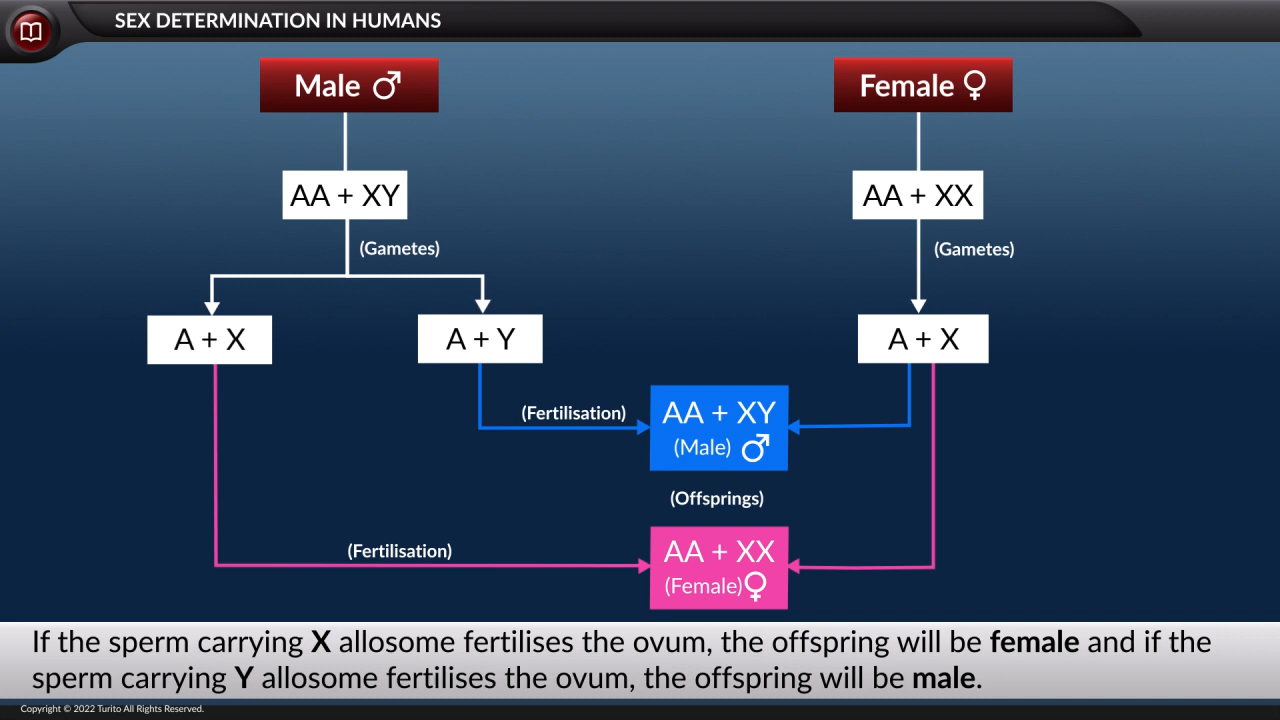 SEX DETERMINATION IN HUMANS
Male ♂
Female ♀
AA + XY
AA + XX
(Gametes)
(Gametes)
A + X
A + Y
A + X
(Fertilisation)
AA + XY
(Male) ♂
(Offsprings)
(Fertilisation)
AA + XX
(Female)♀
If the sperm carrying X allosome fertilises the ovum, the offspring will be female and if the
sperm carrying Y allosome fertilises the ovum, the offspring will be male.
Copyright © 2022 Turito All Rights Reserved.